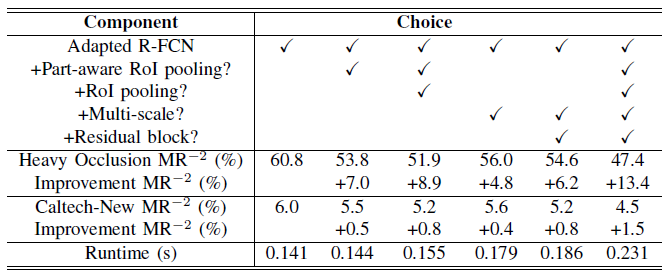 Component Choice
Adapted R-FCN ✓ ✓ ✓ ✓ ✓ ✓
+Part-aware RoI pooling? ✓ ✓ ✓
+RoI pooling? ✓ ✓
+Multi-scale? ✓ ✓ ✓
+Residual block? ✓ ✓
Heavy Occlusion MR⁻² (%) 60.8 53.8 51.9 56.0 54.6 47.4
Improvement MR⁻² (%) +7.0 +8.9 +4.8 +6.2 +13.4
Caltech-New MR⁻² (%) 6.0 5.5 5.2 5.6 5.2 4.5
Improvement MR⁻² (%) +0.5 +0.8 +0.4 +0.8 +1.5
Runtime (s) 0.141 0.144 0.155 0.179 0.186 0.231